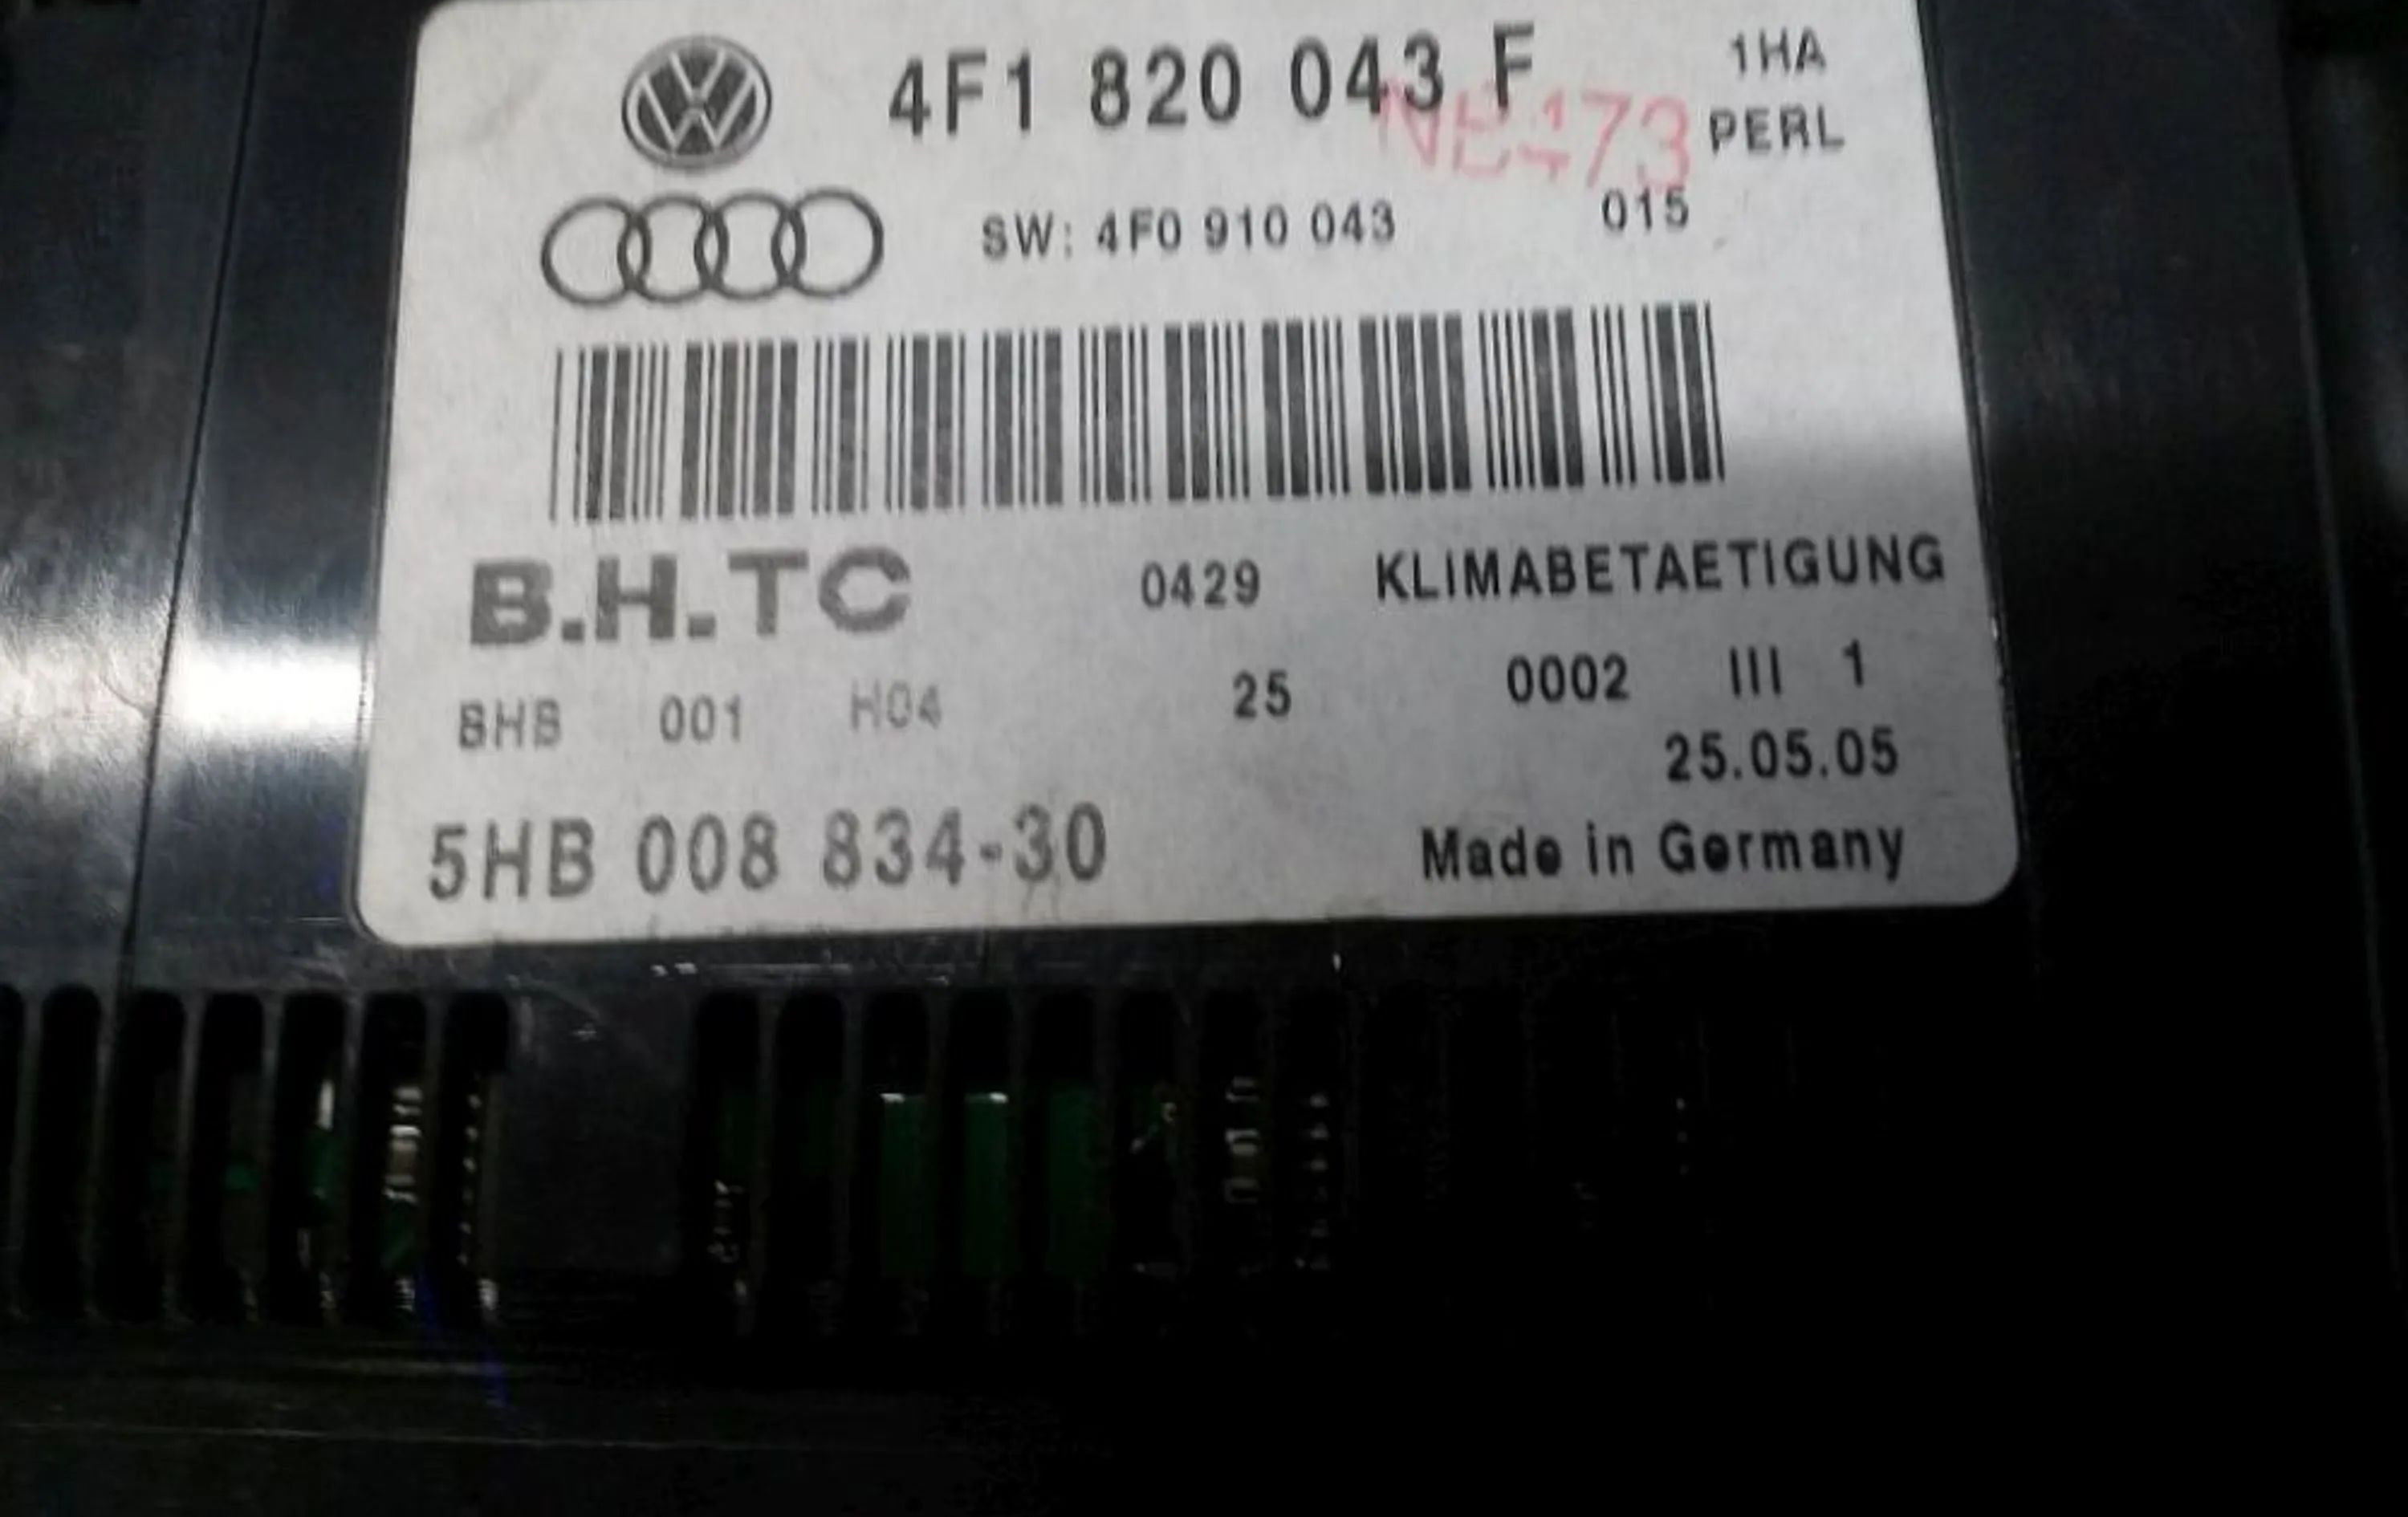 4F1 820 043 F 1HA
PERL
SW: 4F0 910 043 015
B.H.TC 0429 KLIMABETAETIGUNG
BHB 001 H04 25 0002 III 1
25.05.05
5HB 008 834-30 Made in Germany